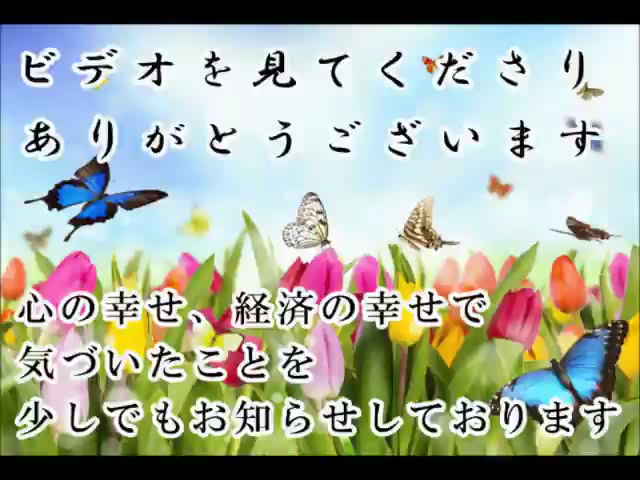 ビデオを見てくださり
ありがとうございます
心の幸せ、経済の幸せで
気づいたことを
少しでもお知らせしております